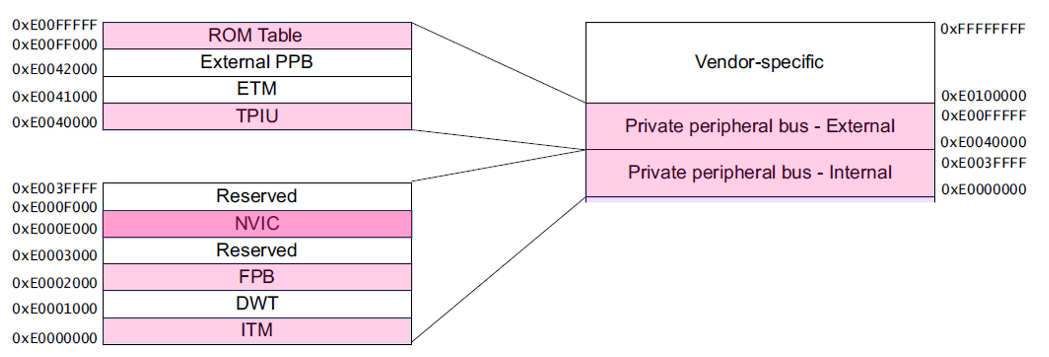 0xE00FFFFF
ROM Table
0xE00FF000
External PPB
0xE0042000
ETM
0xE0041000
TPIU
0xE0040000
0xE003FFFF
Reserved
0xE000F000
NVIC
0xE000E000
Reserved
0xE0003000
FPB
0xE0002000
DWT
0xE0001000
ITM
0xE0000000
0xFFFFFFFF
Vendor-specific
0xE0100000
0xE00FFFFF
Private peripheral bus - External
0xE0040000
0xE003FFFF
Private peripheral bus - Internal
0xE0000000